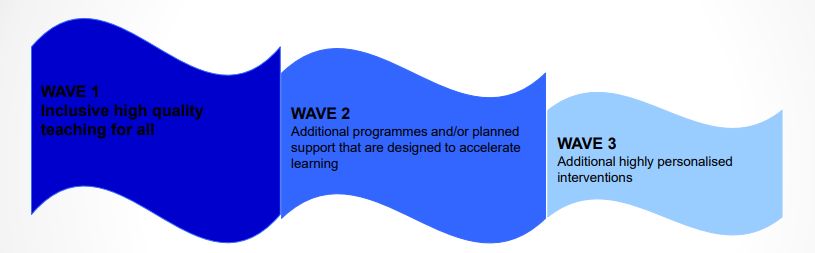 WAVE 1
Inclusive high quality
teaching for all
WAVE 2
Additional programmes and/or planned
support that are designed to accelerate
learning
WAVE 3
Additional highly personalised
interventions